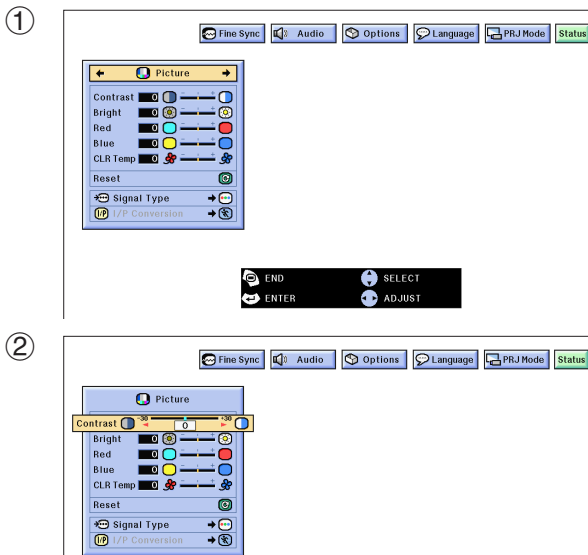 ①
Fine Sync Audio Options Language PRJ Mode Status
Picture
Contrast 0
Bright 0
Red 0
Blue 0
CLR Temp 0
Reset
Signal Type
I/P I/P Conversion
END SELECT
ENTER ADJUST
②
Fine Sync Audio Options Language PRJ Mode Status
Picture
Contrast -30 0 +30
Bright 0
Red 0
Blue 0
CLR Temp 0
Reset
Signal Type
I/P I/P Conversion